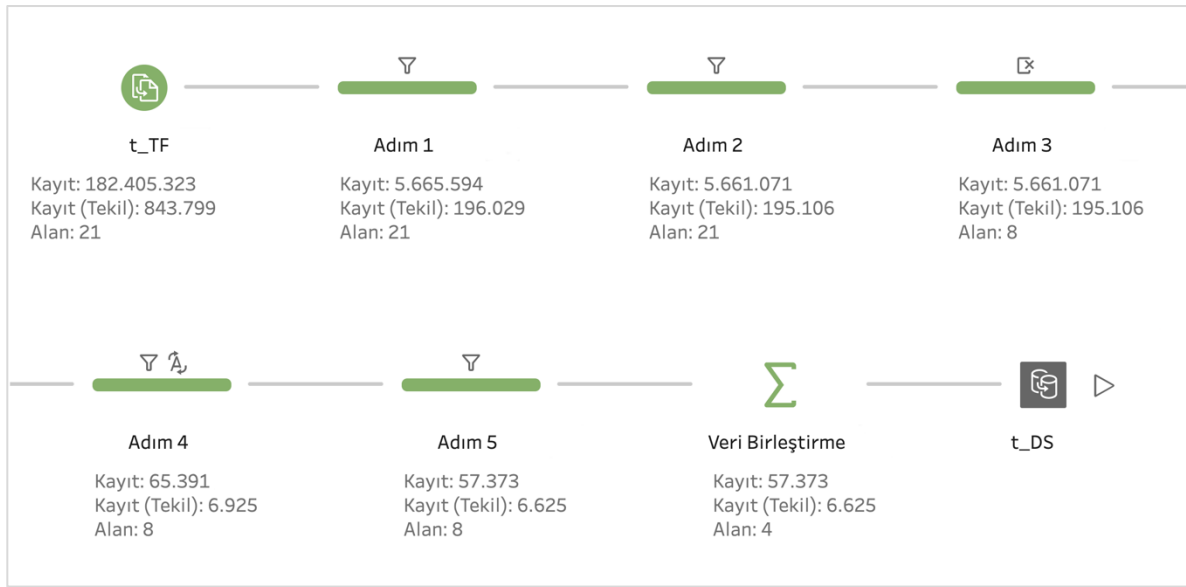 t_TF
Kayıt: 182.405.323
Kayıt (Tekil): 843.799
Alan: 21
Adım 1
Kayıt: 5.665.594
Kayıt (Tekil): 196.029
Alan: 21
Adım 2
Kayıt: 5.661.071
Kayıt (Tekil): 195.106
Alan: 21
Adım 3
Kayıt: 5.661.071
Kayıt (Tekil): 195.106
Alan: 8
Adım 4
Kayıt: 65.391
Kayıt (Tekil): 6.925
Alan: 8
Adım 5
Kayıt: 57.373
Kayıt (Tekil): 6.625
Alan: 8
Veri Birleştirme
Kayıt: 57.373
Kayıt (Tekil): 6.625
Alan: 4
t_DS